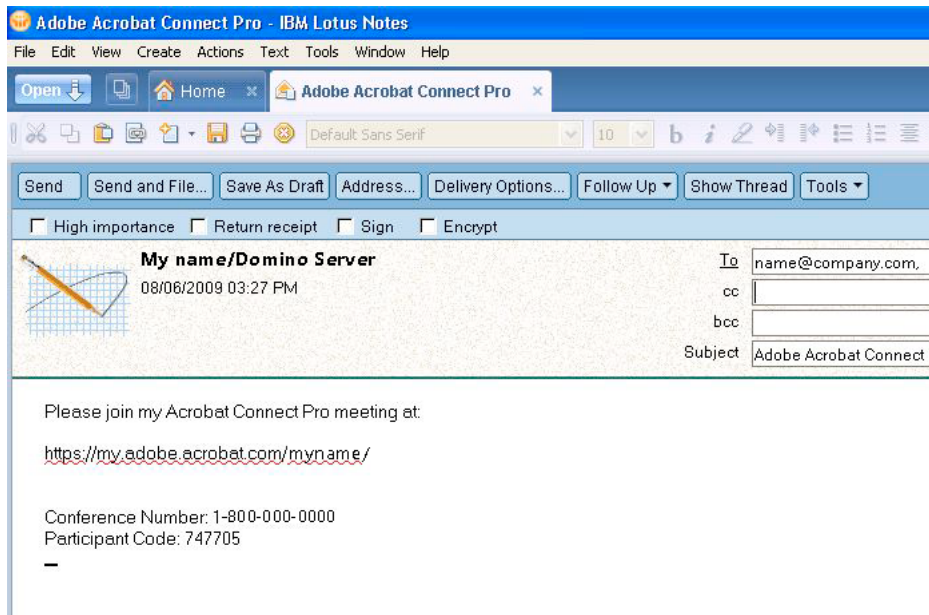 Adobe Acrobat Connect Pro - IBM Lotus Notes
File Edit View Create Actions Text Tools Window Help
Open Home Adobe Acrobat Connect Pro
Default Sans Serif 10 b i
Send Send and File... Save As Draft Address... Delivery Options... Follow Up Show Thread Tools
High importance Return receipt Sign Encrypt
My name/Domino Server
08/06/2009 03:27 PM
To name@company.com,
cc
bcc
Subject Adobe Acrobat Connect
Please join my Acrobat Connect Pro meeting at:
https://my.adobe.acrobat.com/myname/
Conference Number: 1-800-000-0000
Participant Code: 747705